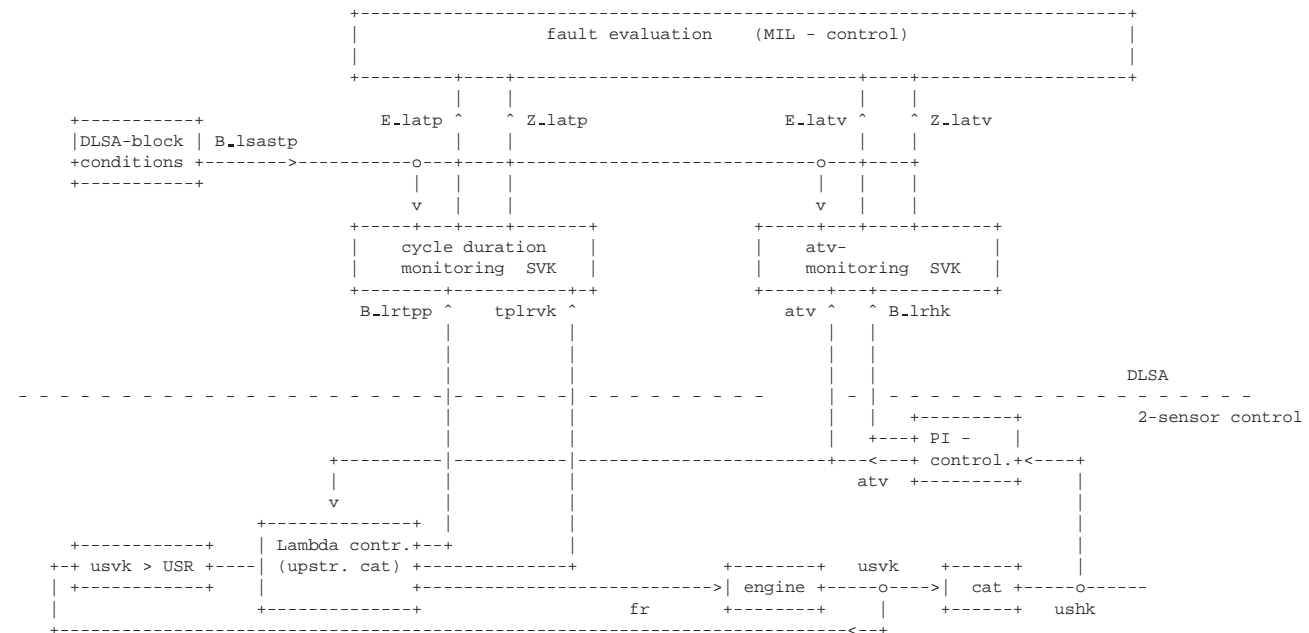 fault evaluation (MIL - control)
E_latp ^ ^ Z_latp E_latv ^ ^ Z_latv
DLSA-block B_lsastp
conditions
cycle duration atv-
monitoring SVK monitoring SVK
B_lrtpp ^ tplrvk ^ atv ^ ^ B_lrhk
DLSA
2-sensor control
PI -
control.
atv
Lambda contr.
usvk > USR (upstr. cat) usvk
engine cat
fr ushk